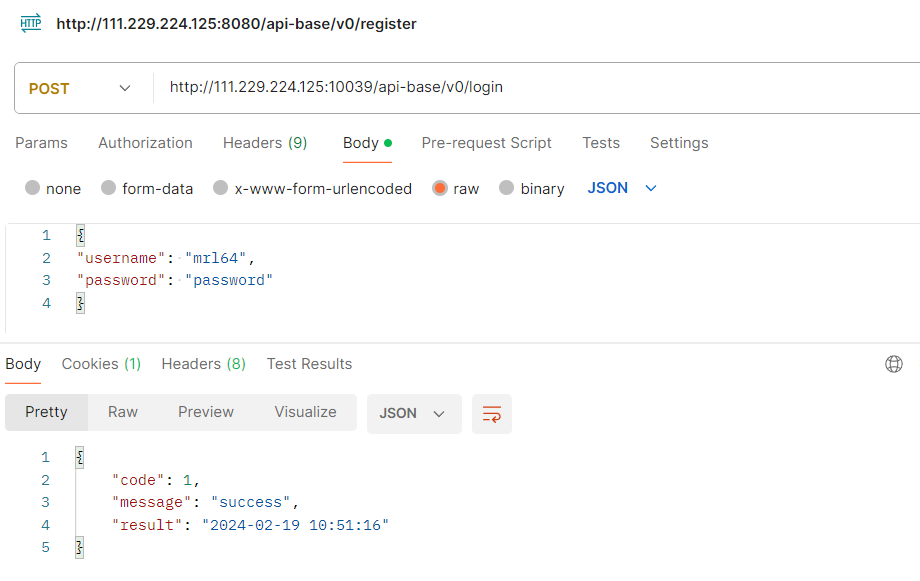 HTTP http://111.229.224.125:8080/api-base/v0/register
POST http://111.229.224.125:10039/api-base/v0/login
Params Authorization Headers (9) Body Pre-request Script Tests Settings
none form-data x-www-form-urlencoded raw binary JSON
1 {
2 "username": "mrl64",
3 "password": "password"
4 }
Body Cookies (1) Headers (8) Test Results
Pretty Raw Preview Visualize JSON
1 {
2 "code": 1,
3 "message": "success",
4 "result": "2024-02-19 10:51:16"
5 }